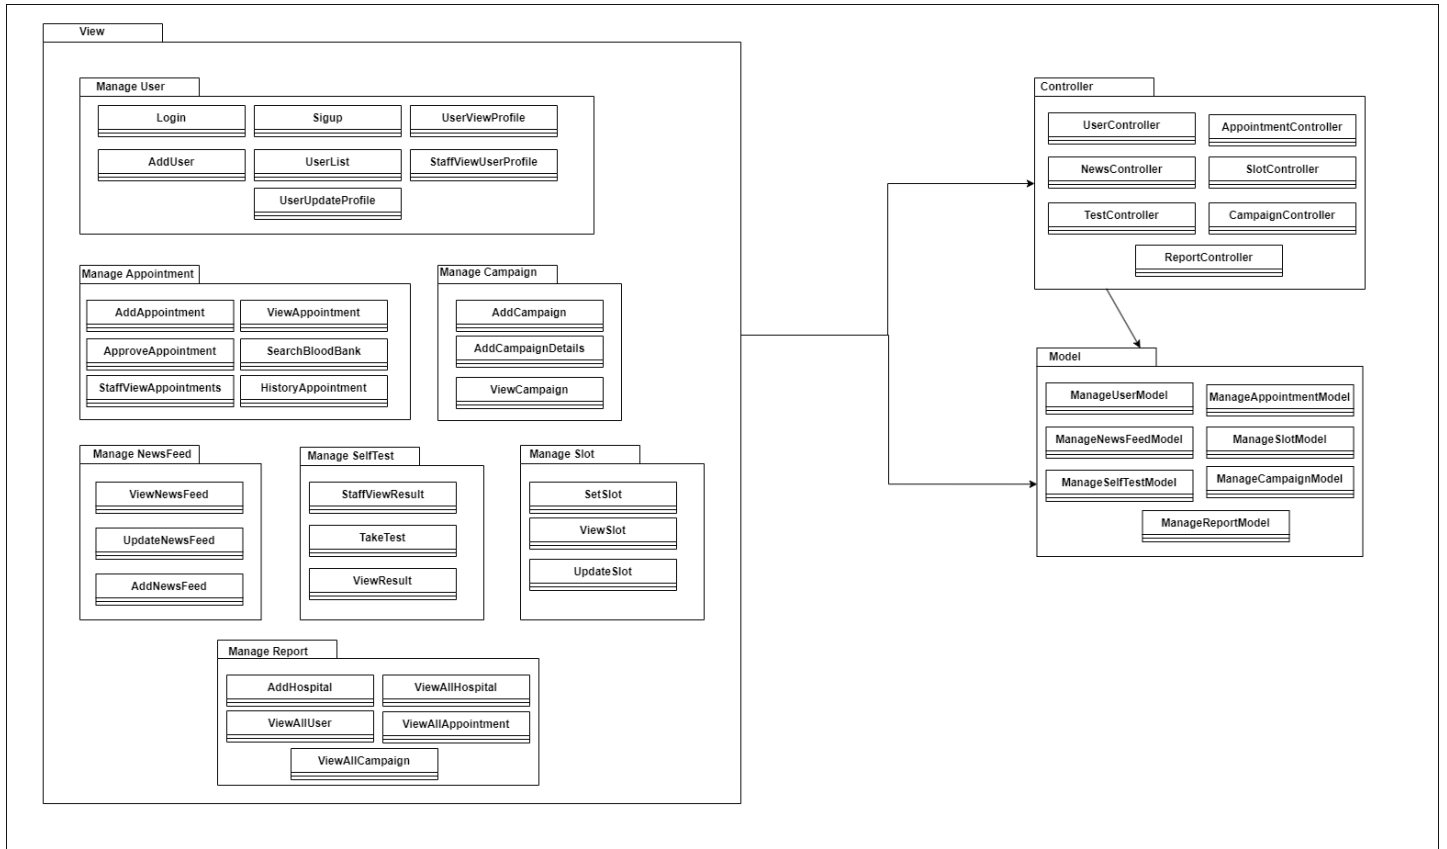 View
Manage User
Login
Sigup
UserViewProfile
AddUser
UserList
StaffViewUserProfile
UserUpdateProfile
Manage Appointment
AddAppointment
ViewAppointment
ApproveAppointment
SearchBloodBank
StaffViewAppointments
HistoryAppointment
Manage Campaign
AddCampaign
AddCampaignDetails
ViewCampaign
Manage NewsFeed
ViewNewsFeed
UpdateNewsFeed
AddNewsFeed
Manage SelfTest
StaffViewResult
TakeTest
ViewResult
Manage Slot
SetSlot
ViewSlot
UpdateSlot
Manage Report
AddHospital
ViewAllHospital
ViewAllUser
ViewAllAppointment
ViewAllCampaign
Controller
UserController
AppointmentController
NewsController
SlotController
TestController
CampaignController
ReportController
Model
ManageUserModel
ManageAppointmentModel
ManageNewsFeedModel
ManageSlotModel
ManageSelfTestModel
ManageCampaignModel
ManageReportModel